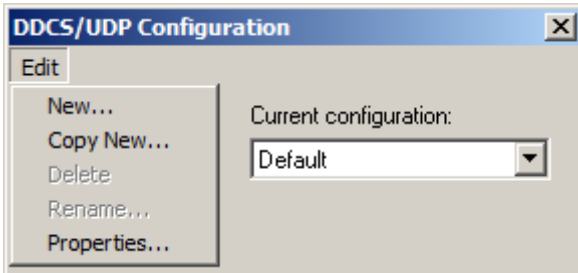 DDCS/UDP Configuration
Edit
New...
Copy New...
Delete
Rename...
Properties...
Current configuration:
Default